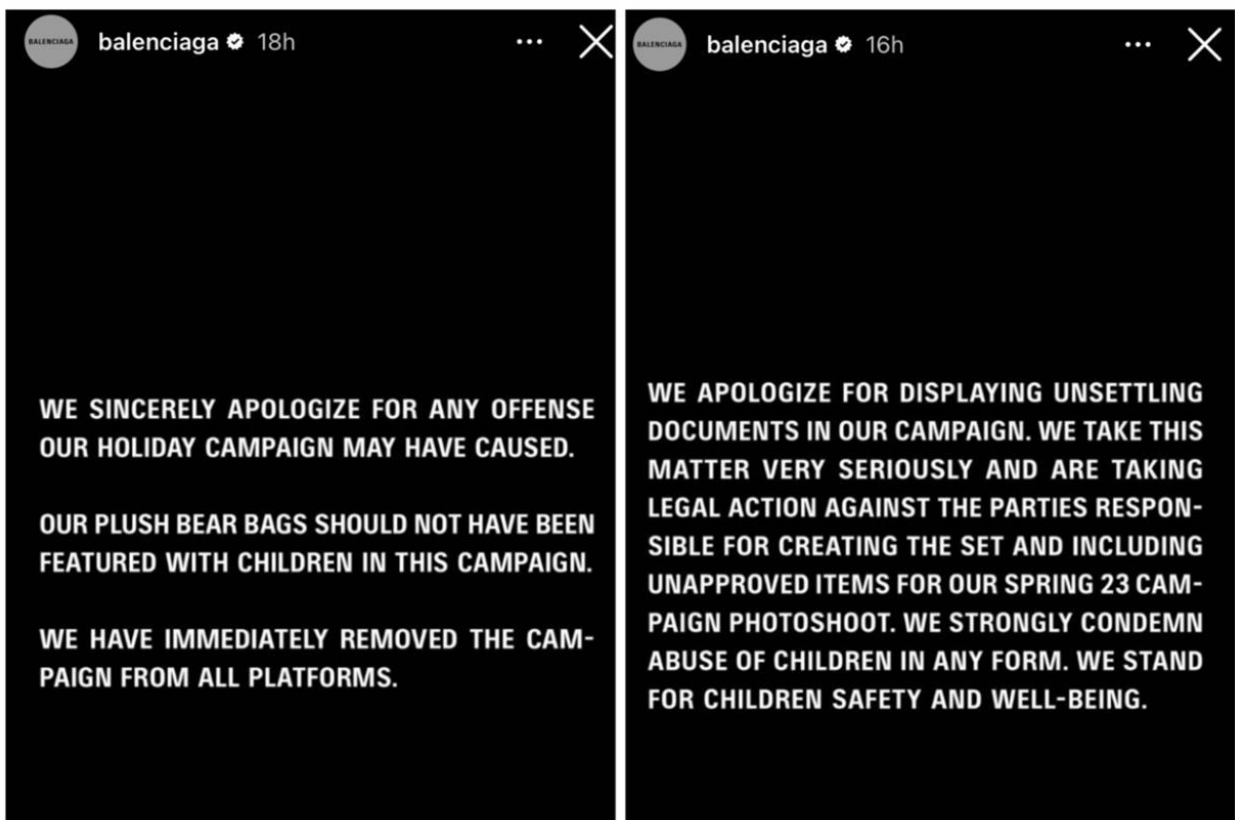 BALENCIAGA
balenciaga 18h
WE SINCERELY APOLOGIZE FOR ANY OFFENSE
OUR HOLIDAY CAMPAIGN MAY HAVE CAUSED.
OUR PLUSH BEAR BAGS SHOULD NOT HAVE BEEN
FEATURED WITH CHILDREN IN THIS CAMPAIGN.
WE HAVE IMMEDIATELY REMOVED THE CAM-
PAIGN FROM ALL PLATFORMS.
BALENCIAGA
balenciaga 16h
WE APOLOGIZE FOR DISPLAYING UNSETTLING
DOCUMENTS IN OUR CAMPAIGN. WE TAKE THIS
MATTER VERY SERIOUSLY AND ARE TAKING
LEGAL ACTION AGAINST THE PARTIES RESPON-
SIBLE FOR CREATING THE SET AND INCLUDING
UNAPPROVED ITEMS FOR OUR SPRING 23 CAM-
PAIGN PHOTOSHOOT. WE STRONGLY CONDEMN
ABUSE OF CHILDREN IN ANY FORM. WE STAND
FOR CHILDREN SAFETY AND WELL-BEING.